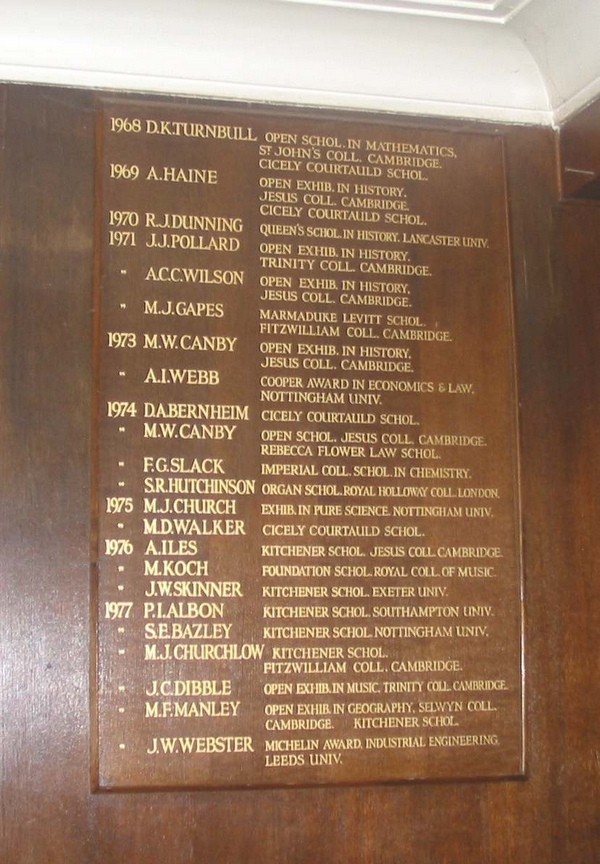 1968 D.K.TURNBULL OPEN SCHOL. IN MATHEMATICS,
ST JOHN'S COLL. CAMBRIDGE.
CICELY COURTAULD SCHOL.
1969 A.HAINE OPEN EXHIB. IN HISTORY,
JESUS COLL. CAMBRIDGE.
CICELY COURTAULD SCHOL.
1970 R.J.DUNNING QUEEN'S SCHOL. IN HISTORY. LANCASTER UNIV.
1971 J.J.POLLARD OPEN EXHIB. IN HISTORY,
TRINITY COLL. CAMBRIDGE.
" A.C.C.WILSON OPEN EXHIB. IN HISTORY,
JESUS COLL. CAMBRIDGE.
" M.J.GAPES MARMADUKE LEVITT SCHOL.
FITZWILLIAM COLL. CAMBRIDGE.
1973 M.W.CANBY OPEN EXHIB. IN HISTORY,
JESUS COLL. CAMBRIDGE.
" A.I.WEBB COOPER AWARD IN ECONOMICS & LAW,
NOTTINGHAM UNIV.
1974 D.A.BERNHEIM CICELY COURTAULD SCHOL.
" M.W.CANBY OPEN SCHOL. JESUS COLL. CAMBRIDGE.
REBECCA FLOWER LAW SCHOL.
" F.G.SLACK IMPERIAL COLL. SCHOL. IN CHEMISTRY.
" S.R.HUTCHINSON ORGAN SCHOL. ROYAL HOLLOWAY COLL. LONDON.
1975 M.J.CHURCH EXHIB. IN PURE SCIENCE. NOTTINGHAM UNIV.
" M.D.WALKER CICELY COURTAULD SCHOL.
1976 A.ILES KITCHENER SCHOL. JESUS COLL. CAMBRIDGE.
" M.KOCH FOUNDATION SCHOL. ROYAL COLL. OF MUSIC.
" J.W.SKINNER KITCHENER SCHOL. EXETER UNIV.
1977 P.I.ALBON KITCHENER SCHOL. SOUTHAMPTON UNIV.
" S.E.BAZLEY KITCHENER SCHOL. NOTTINGHAM UNIV.
" M.J.CHURCHLOW KITCHENER SCHOL.
FITZWILLIAM COLL. CAMBRIDGE.
" J.C.DIBBLE OPEN EXHIB. IN MUSIC, TRINITY COLL. CAMBRIDGE.
" M.F.MANLEY OPEN EXHIB. IN GEOGRAPHY, SELWYN COLL.
CAMBRIDGE. KITCHENER SCHOL.
" J.W.WEBSTER MICHELIN AWARD, INDUSTRIAL ENGINEERING
LEEDS UNIV.